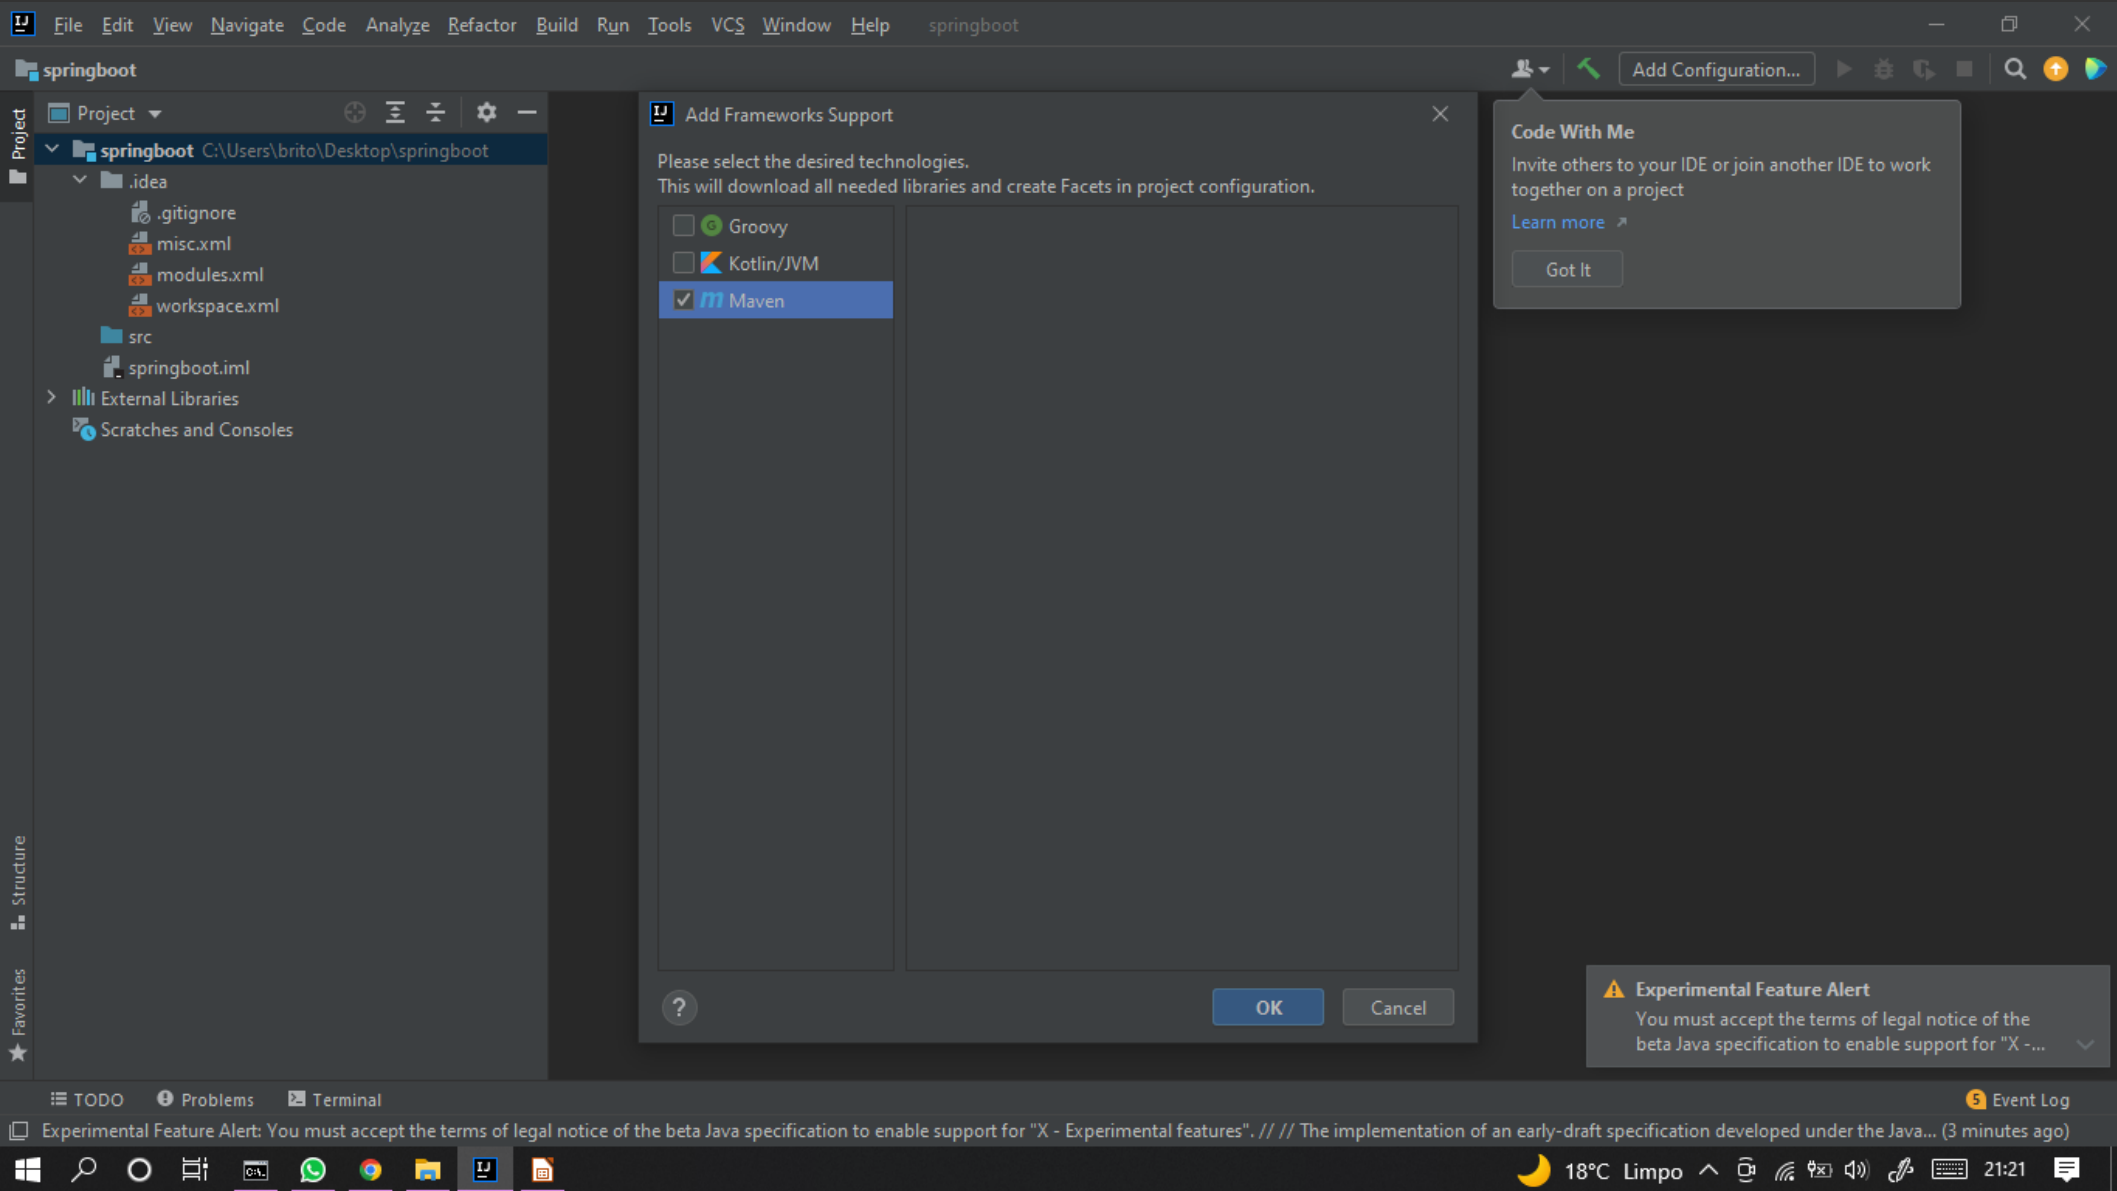 File Edit View Navigate Code Analyze Refactor Build Run Tools VCS Window Help springboot
springboot
Add Configuration...
Project
Project
springboot C:\Users\brito\Desktop\springboot
.idea
.gitignore
misc.xml
modules.xml
workspace.xml
src
springboot.iml
External Libraries
Scratches and Consoles
Structure
Favorites
Add Frameworks Support
Please select the desired technologies.
This will download all needed libraries and create Facets in project configuration.
Groovy
Kotlin/JVM
Maven
?
OK
Cancel
Code With Me
Invite others to your IDE or join another IDE to work
together on a project
Learn more
Got It
Experimental Feature Alert
You must accept the terms of legal notice of the
beta Java specification to enable support for "X -...
TODO Problems Terminal
5 Event Log
Experimental Feature Alert: You must accept the terms of legal notice of the beta Java specification to enable support for "X - Experimental features". // // The implementation of an early-draft specification developed under the Java... (3 minutes ago)
18°C Limpo
21:21